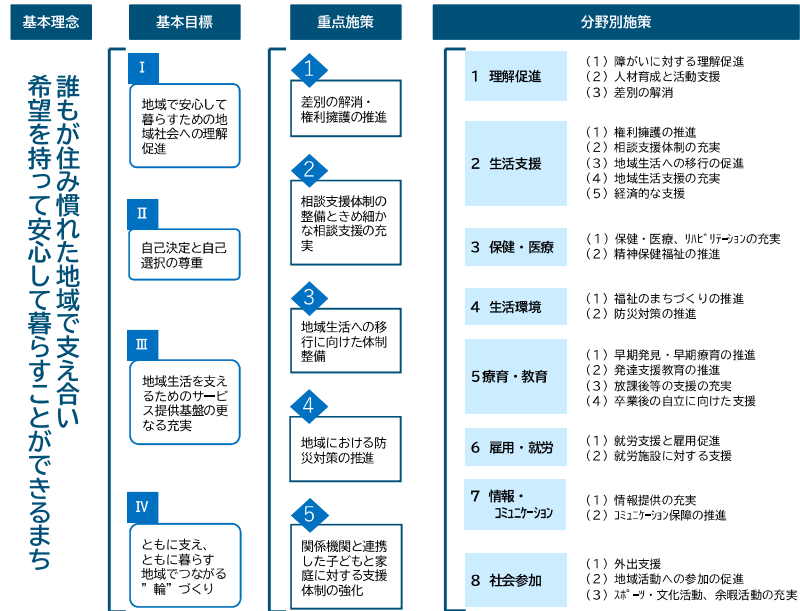 基本理念
誰もが住み慣れた地域で支え合い
希望を持って安心して暮らすことができるまち
基本目標
Ⅰ
地域で安心して
暮らすための地
域社会への理解
促進
Ⅱ
自己決定と自己
選択の尊重
Ⅲ
地域生活を支え
るためのサービ
ス提供基盤の更
なる充実
Ⅳ
ともに支え、
ともに暮らす
地域でつながる
”輪”づくり
重点施策
1
差別の解消・
権利擁護の推進
2
相談支援体制の
整備ときめ細か
な相談支援の充
実
3
地域生活への移
行に向けた体制
整備
4
地域における防
災対策の推進
5
関係機関と連携
した子どもと家
庭に対する支援
体制の強化
分野別施策
1 理解促進
（1）障がいに対する理解促進
（2）人材育成と活動支援
（3）差別の解消
2 生活支援
（1）権利擁護の推進
（2）相談支援体制の充実
（3）地域生活への移行の促進
（4）地域生活支援の充実
（5）経済的な支援
3 保健・医療
（1）保健・医療、ﾘﾊﾋﾞﾘﾃｰｼｮﾝの充実
（2）精神保健福祉の推進
4 生活環境
（1）福祉のまちづくりの推進
（2）防災対策の推進
5療育・教育
（1）早期発見・早期療育の推進
（2）発達支援教育の推進
（3）放課後等の支援の充実
（4）卒業後の自立に向けた支援
6 雇用・就労
（1）就労支援と雇用促進
（2）就労施設に対する支援
7 情報・
ｺﾐｭﾆｹｰｼｮﾝ
（1）情報提供の充実
（2）ｺﾐｭﾆｹｰｼｮﾝ保障の推進
8 社会参加
（1）外出支援
（2）地域活動への参加の促進
（3）ｽﾎﾟｰﾂ・文化活動、余暇活動の充実